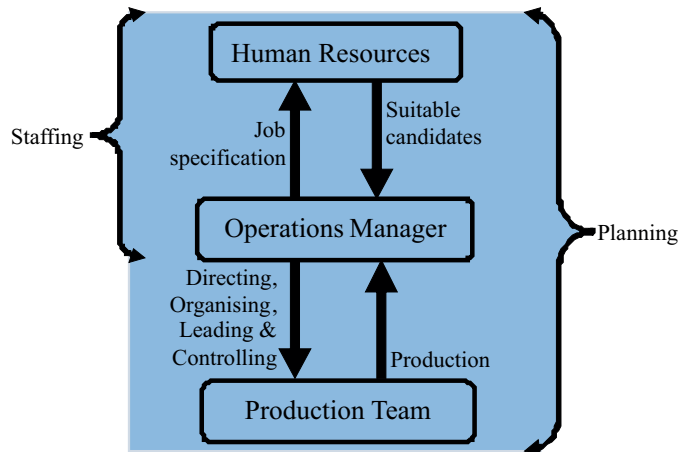 Human Resources
Staffing
Job
specification
Suitable
candidates
Operations Manager
Planning
Directing,
Organising,
Leading &
Controlling
Production
Production Team